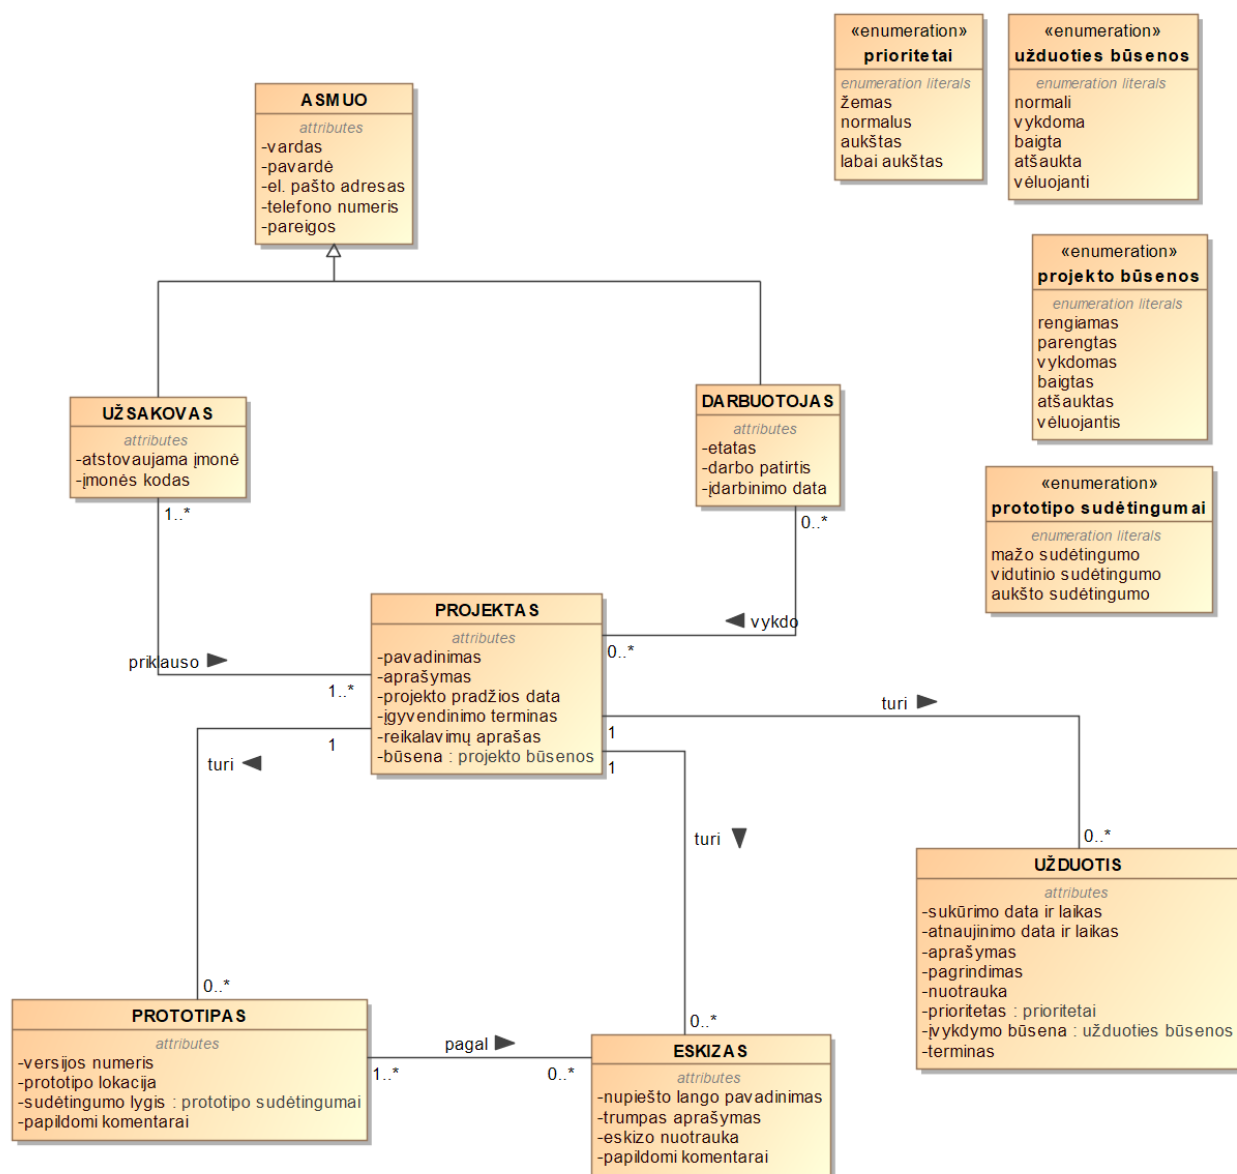 «enumeration»
prioritetai
enumeration literals
žemas
normalus
aukštas
labai aukštas
«enumeration»
užduoties būsenos
enumeration literals
normali
vykdoma
baigta
atšaukta
vėluojanti
ASMUO
attributes
-vardas
-pavardė
-el. pašto adresas
-telefono numeris
-pareigos
«enumeration»
projekto būsenos
enumeration literals
rengiamas
parengtas
vykdomas
baigtas
atšauktas
vėluojantis
UŽSAKOVAS
attributes
-atstovaujama įmonė
-įmonės kodas
1..*
DARBUOTOJAS
attributes
-etatas
-darbo patirtis
-įdarbinimo data
0..*
«enumeration»
prototipo sudėtingumai
enumeration literals
mažo sudėtingumo
vidutinio sudėtingumo
aukšto sudėtingumo
priklauso
1..*
vykdo
0..*
PROJEKTAS
attributes
-pavadinimas
-aprašymas
-projekto pradžios data
-įgyvendinimo terminas
-reikalavimų aprašas
-būsena : projekto būsenos
1
turi
0..*
1
turi
0..*
1
turi
0..*
UŽDUOTIS
attributes
-sukūrimo data ir laikas
-atnaujinimo data ir laikas
-aprašymas
-pagrindimas
-nuotrauka
-prioritetas : prioritetai
-įvykdymo būsena : užduoties būsenos
-terminas
PROTOTIPAS
attributes
-versijos numeris
-prototipo lokacija
-sudėtingumo lygis : prototipo sudėtingumai
-papildomi komentarai
pagal
1..*
0..*
ESKIZAS
attributes
-nupiešto lango pavadinimas
-trumpas aprašymas
-eskizo nuotrauka
-papildomi komentarai